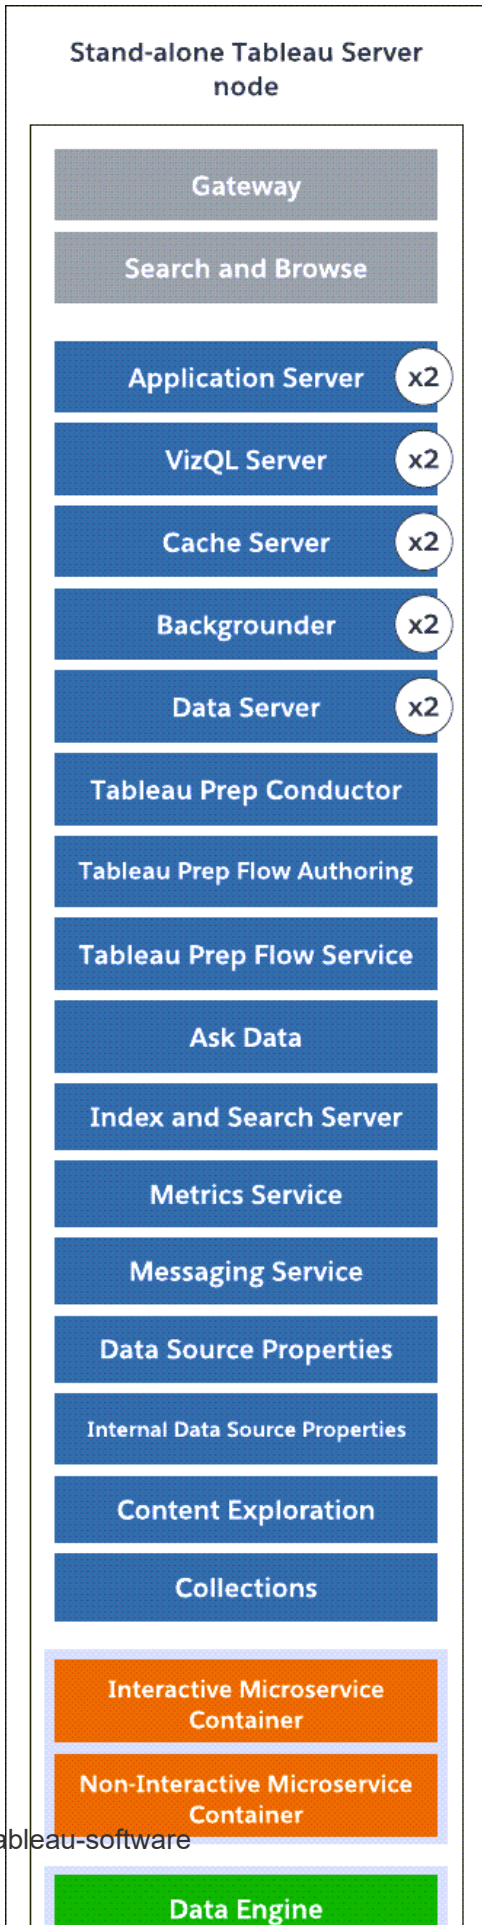 Stand-alone Tableau Server
node
Gateway
Search and Browse
Application Server x2
VizQL Server x2
Cache Server x2
Backgrounder x2
Data Server x2
Tableau Prep Conductor
Tableau Prep Flow Authoring
Tableau Prep Flow Service
Ask Data
Index and Search Server
Metrics Service
Messaging Service
Data Source Properties
Internal Data Source Properties
Content Exploration
Collections
Interactive Microservice
Container
Non-Interactive Microservice
Container
ableau-software
Data Engine